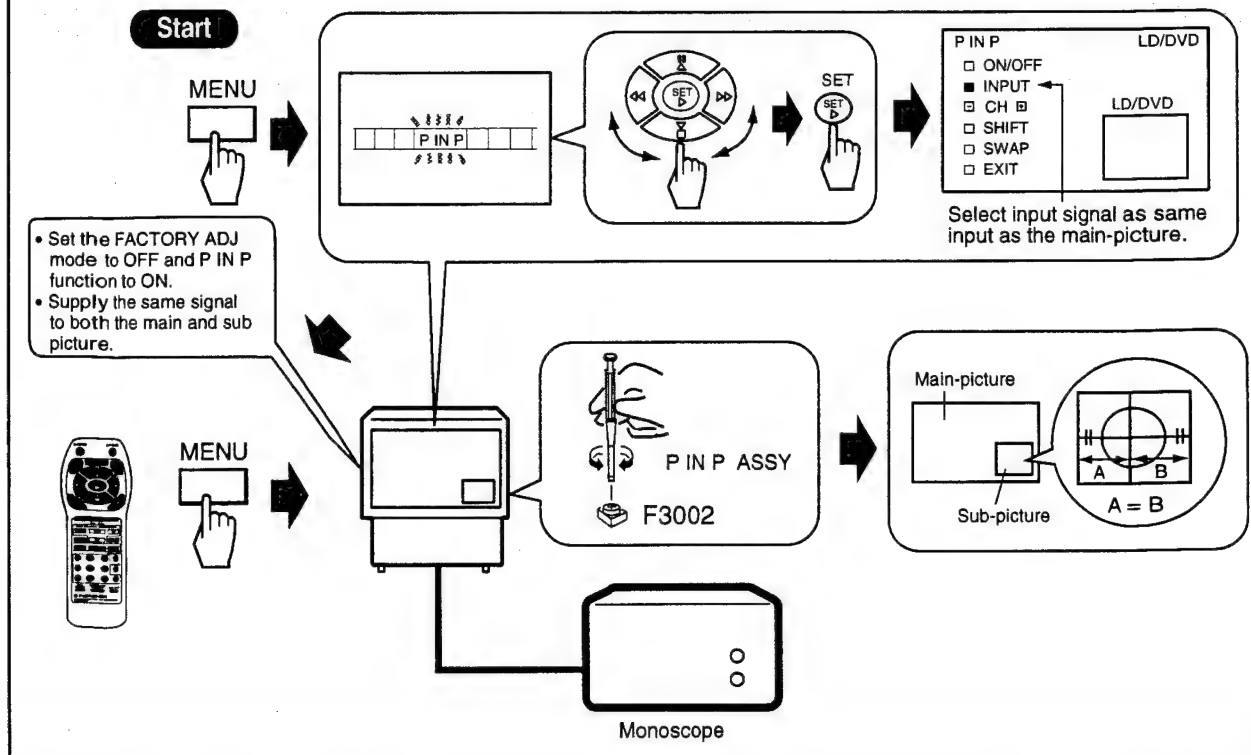 Start
MENU
P IN P
SET
SET
SET
P IN P
LD/DVD
□ ON/OFF
■ INPUT
⊡ CH ⊞
□ SHIFT
□ SWAP
□ EXIT
LD/DVD
Select input signal as same
input as the main-picture.
• Set the FACTORY ADJ
mode to OFF and P IN P
function to ON.
• Supply the same signal
to both the main and sub
picture.
MENU
P IN P ASSY
F3002
Main-picture
Sub-picture
A
B
A = B
Monoscope